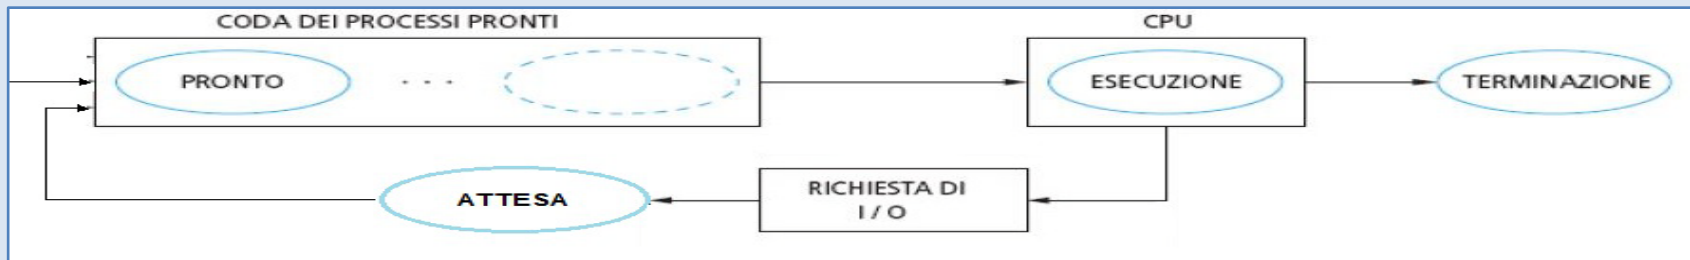 CODA DEI PROCESSI PRONTI
CPU
PRONTO
. . .
ESECUZIONE
TERMINAZIONE
ATTESA
RICHIESTA DI
I / O